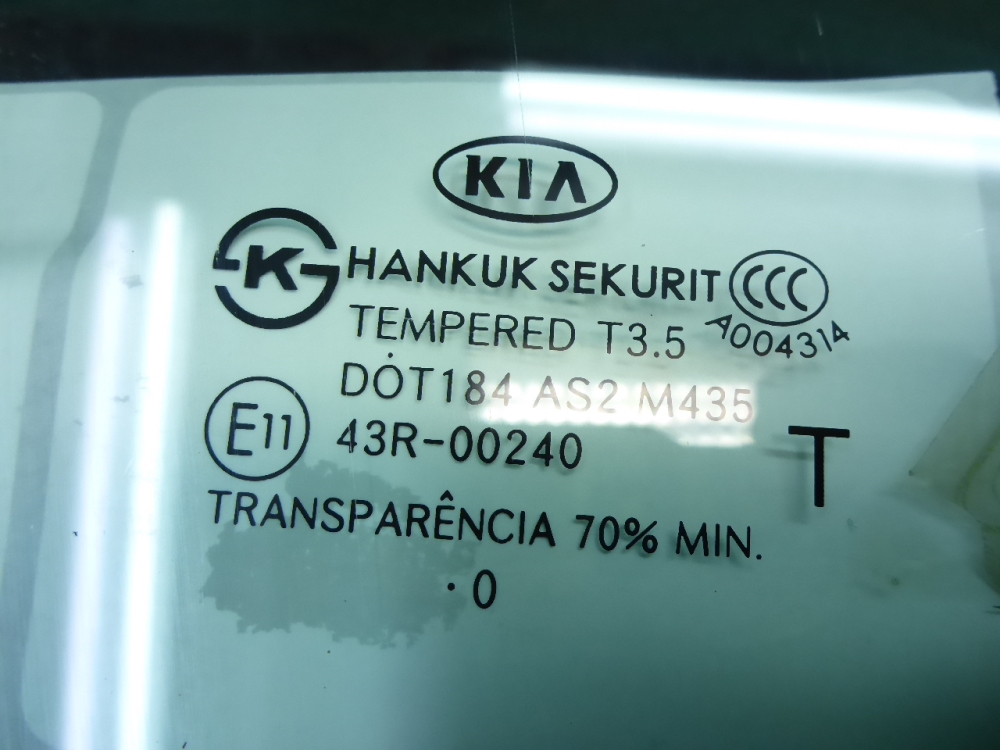 KIA
K HANKUK SEKURIT CCC
TEMPERED T3.5 A004314
DOT184 AS2 M435
E11 43R-00240 T
TRANSPARÊNCIA 70% MIN.
·0